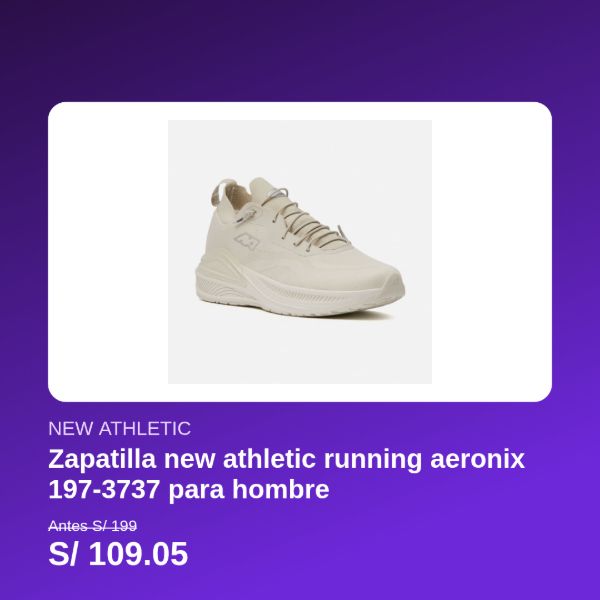 NEW ATHLETIC
Zapatilla new athletic running aeronix
197-3737 para hombre
Antes S/ 199
S/ 109.05